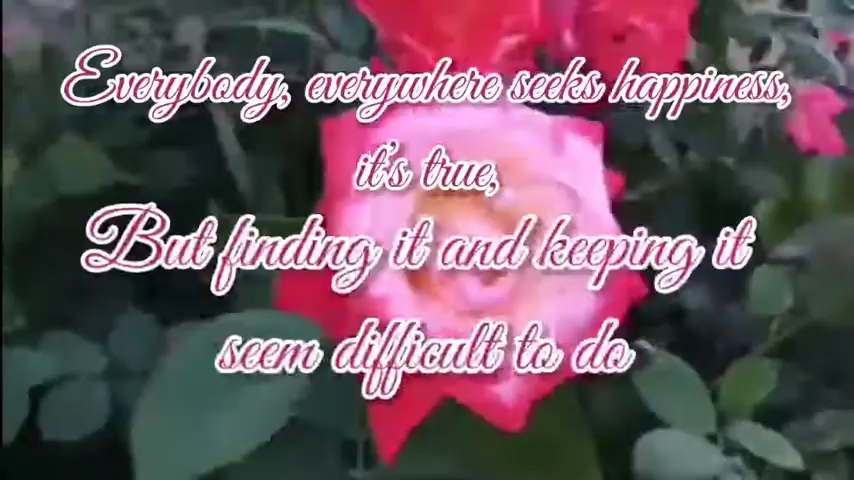 Everybody, everywhere seeks happiness,
it's true,
But finding it and keeping it
seem difficult to do